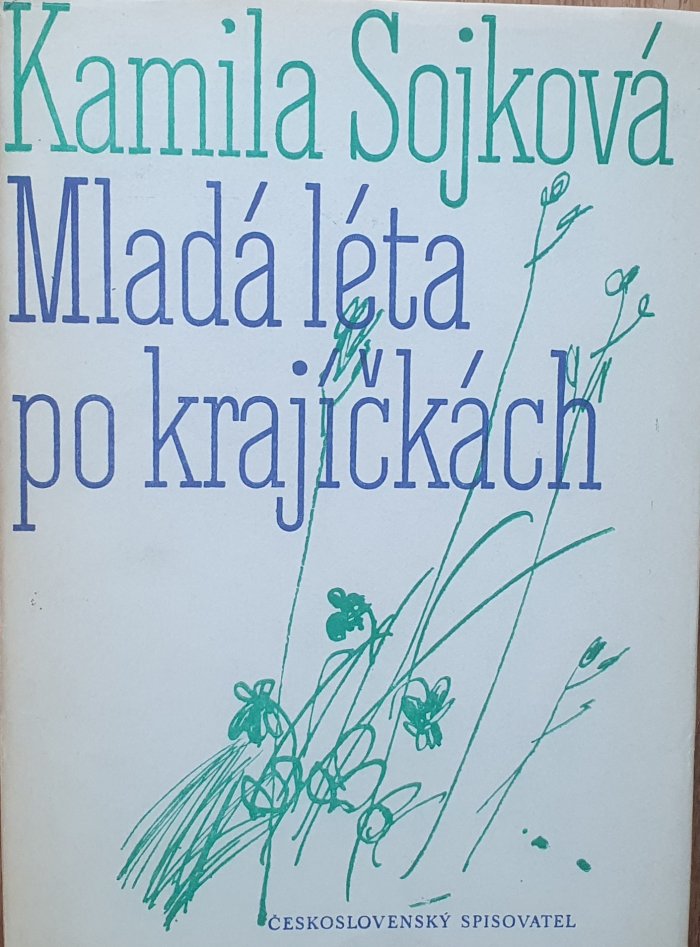 Kamila Sojková
Mladá léta
po krajíčkách
ČESKOSLOVENSKÝ SPISOVATEL